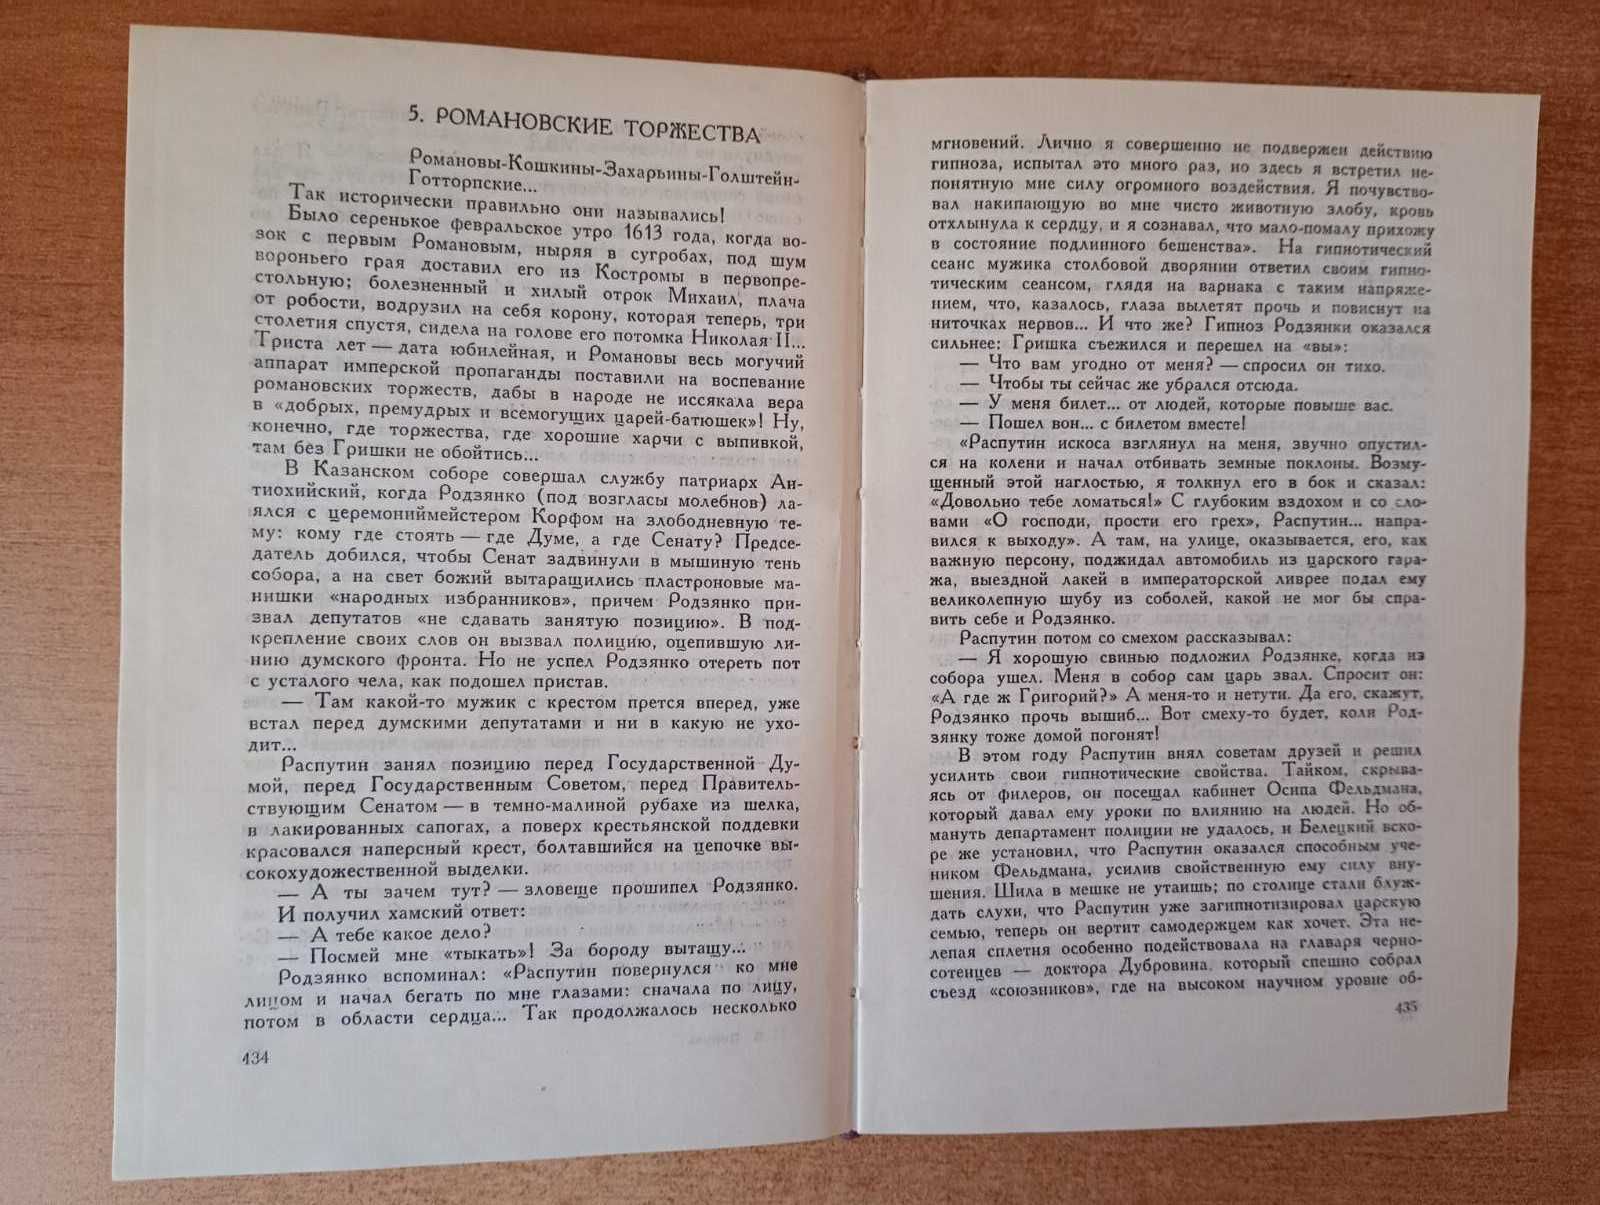 5. РОМАНОВСКИЕ ТОРЖЕСТВА
Романовы-Кошкины-Захарьины-Голштейн-
Готторпские...
Так исторически правильно они назывались!
Было серенькое февральское утро 1613 года, когда во-
зок с первым Романовым, ныряя в сугробах, под шум
вороньего грая доставил его из Костромы в первопре-
стольную; болезненный и хилый отрок Михаил, плача
от робости, водрузил на себя корону, которая теперь, три
столетия спустя, сидела на голове его потомка Николая II...
Триста лет — дата юбилейная, и Романовы весь могучий
аппарат имперской пропаганды поставили на воспевание
романовских торжеств, дабы в народе не иссякала вера
в «добрых, премудрых и всемогущих царей-батюшек»! Ну,
конечно, где торжества, где хорошие харчи с выпивкой,
там без Гришки не обойтись...
В Казанском соборе совершал службу патриарх Ан-
тиохийский, когда Родзянко (под возгласы молебнов) ла-
ялся с церемониймейстером Корфом на злободневную те-
му: кому где стоять — где Думе, а где Сенату? Предсе-
датель добился, чтобы Сенат задвинули в мышиную тень
собора, а на свет божий вытаращились пластроновые ма-
нишки «народных избранников», причем Родзянко при-
звал депутатов «не сдавать занятую позицию». В под-
крепление своих слов он вызвал полицию, оцепившую ли-
нию думского фронта. Но не успел Родзянко отереть пот
с усталого чела, как подошел пристав.
— Там какой-то мужик с крестом прется вперед, уже
встал перед думскими депутатами и ни в какую не ухо-
дит...
Распутин занял позицию перед Государственной Ду-
мой, перед Государственным Советом, перед Правитель-
ствующим Сенатом — в темно-малиной рубахе из шелка,
в лакированных сапогах, а поверх крестьянской поддевки
красовался наперсный крест, болтавшийся на цепочке вы-
сокохудожественной выделки.
— А ты зачем тут? — зловеще прошипел Родзянко.
И получил хамский ответ:
— А тебе какое дело?
— Посмей мне «тыкать»! За бороду вытащу...
Родзянко вспоминал: «Распутин повернулся ко мне
лицом и начал бегать по мне глазами: сначала по лицу,
потом в области сердца... Так продолжалось несколько
434
мгновений. Лично я совершенно не подвержен действию
гипноза, испытал это много раз, но здесь я встретил не-
понятную мне силу огромного воздействия. Я почувство-
вал накипающую во мне чисто животную злобу, кровь
отхлынула к сердцу, и я сознавал, что мало-помалу прихожу
в состояние подлинного бешенства». На гипнотический
сеанс мужика столбовой дворянин ответил своим гипно-
тическим сеансом, глядя на варнака с таким напряже-
нием, что, казалось, глаза вылетят прочь и повиснут на
ниточках нервов... И что же? Гипноз Родзянки оказался
сильнее: Гришка съежился и перешел на «вы»:
— Что вам угодно от меня? — спросил он тихо.
— Чтобы ты сейчас же убрался отсюда.
— У меня билет... от людей, которые повыше вас.
— Пошел вон... с билетом вместе!
«Распутин искоса взглянул на меня, звучно опустил-
ся на колени и начал отбивать земные поклоны. Возму-
щенный этой наглостью, я толкнул его в бок и сказал:
«Довольно тебе ломаться!» С глубоким вздохом и со сло-
вами «О господи, прости его грех», Распутин... напра-
вился к выходу». А там, на улице, оказывается, его, как
важную персону, поджидал автомобиль из царского гара-
жа, выездной лакей в императорской ливрее подал ему
великолепную шубу из соболей, какой не мог бы спра-
вить себе и Родзянко.
Распутин потом со смехом рассказывал:
— Я хорошую свинью подложил Родзянке, когда из
собора ушел. Меня в собор сам царь звал. Спросит он:
«А где ж Григорий?» А меня-то и нетути. Да его, скажут,
Родзянко прочь вышиб... Вот смеху-то будет, коли Род-
зянку тоже домой погонят!
В этом году Распутин внял советам друзей и решил
усилить свои гипнотические свойства. Тайком, скрыва-
ясь от филеров, он посещал кабинет Осипа Фельдмана,
который давал ему уроки по влиянию на людей. Но об-
мануть департамент полиции не удалось, и Белецкий вско-
ре же установил, что Распутин оказался способным уче-
ником Фельдмана, усилив свойственную ему силу вну-
шения. Шила в мешке не утаишь; по столице стали блуж-
дать слухи, что Распутин уже загипнотизировал царскую
семью, теперь он вертит самодержцем как хочет. Эта не-
лепая сплетня особенно подействовала на главаря черно-
сотенцев — доктора Дубровина, который спешно собрал
съезд «союзников», где на высоком научном уровне об-
435